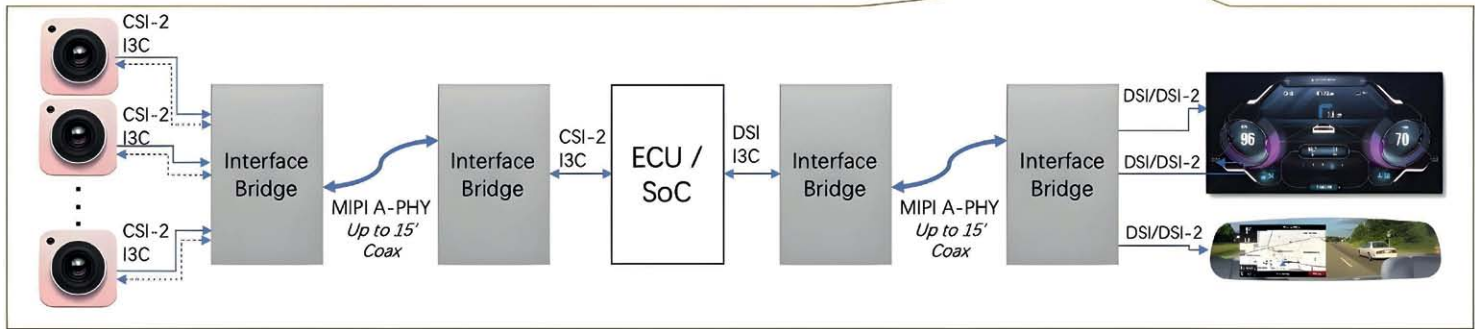 CSI-2
I3C
CSI-2
I3C
CSI-2
I3C
Interface
Bridge
MIPI A-PHY
Up to 15'
Coax
Interface
Bridge
CSI-2
I3C
ECU /
SoC
DSI
I3C
Interface
Bridge
MIPI A-PHY
Up to 15'
Coax
Interface
Bridge
DSI/DSI-2
DSI/DSI-2
DSI/DSI-2
96
70